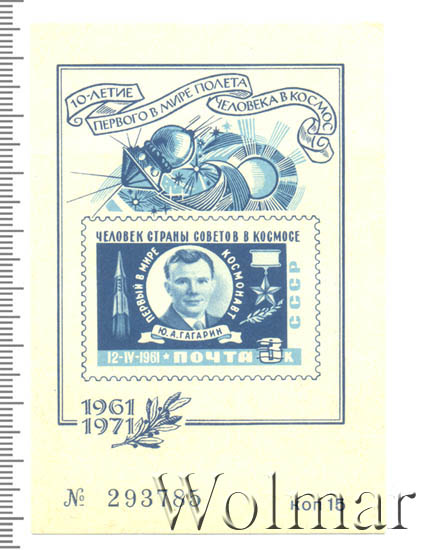 10-ЛЕТИЕ
ПЕРВОГО В МИРЕ ПОЛЕТА
ЧЕЛОВЕКА В КОСМОС
ЧЕЛОВЕК СТРАНЫ СОВЕТОВ В КОСМОСЕ
ПЕРВЫЙ В МИРЕ
КОСМОНАВТ
СССР
Ю.А.ГАГАРИН
12-IV-1961 ★ ПОЧТА 3 К
1961
1971
№ 293785
коп 15
Wolmar